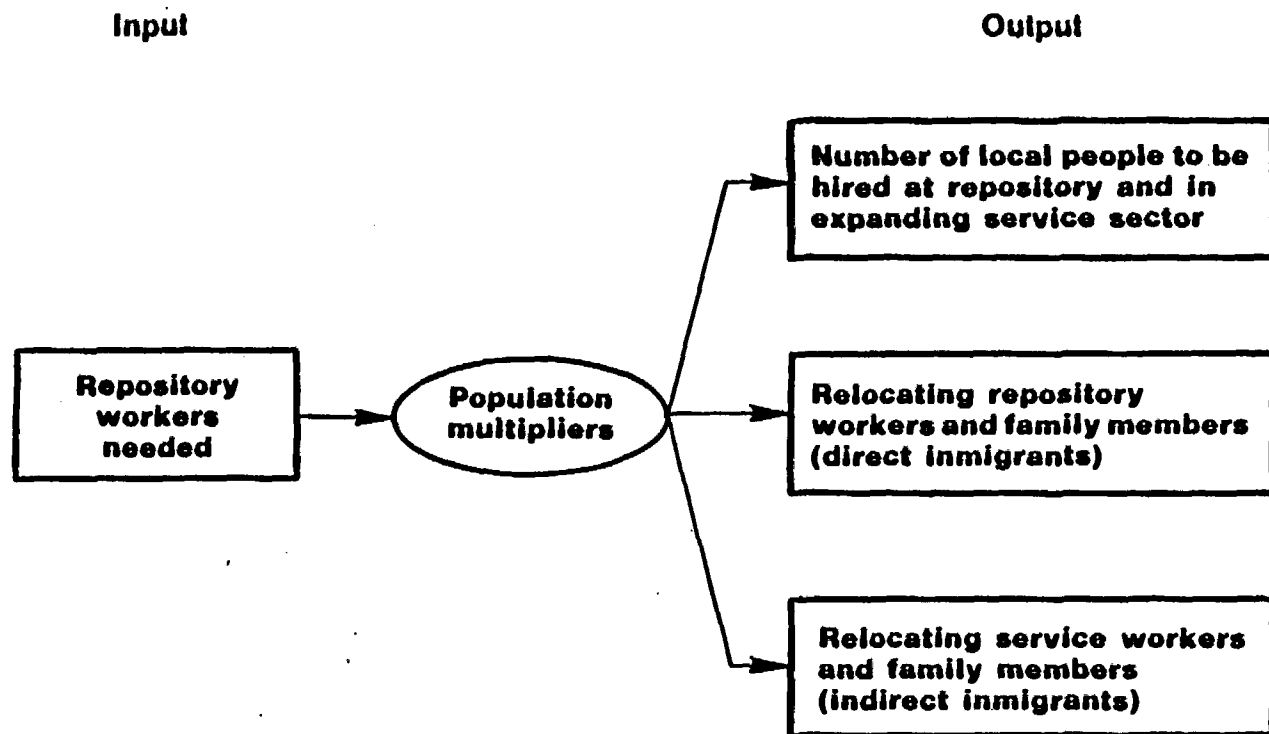 Input
Output
Number of local people to be
hired at repository and in
expanding service sector
Repository
workers
needed
Population
multipliers
Relocating repository
workers and family members
(direct inmigrants)
Relocating service workers
and family members
(indirect inmigrants)